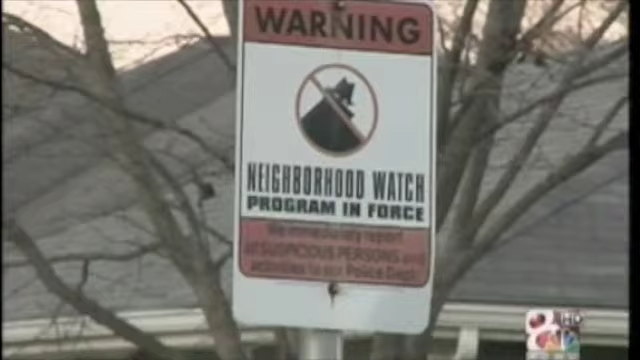 WARNING
NEIGHBORHOOD WATCH
PROGRAM IN FORCE
We immediately report
all SUSPICIOUS PERSONS and
activities to our Police Dept.
8 HD